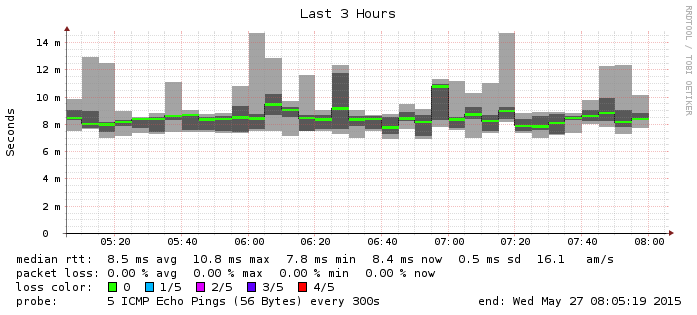 Last 3 Hours
RRDTOOL / TOBI OETIKER
Seconds
14 m
12 m
10 m
8 m
6 m
4 m
2 m
0
05:20 05:40 06:00 06:20 06:40 07:00 07:20 07:40 08:00
median rtt: 8.5 ms avg 10.8 ms max 7.8 ms min 8.4 ms now 0.5 ms sd 16.1 am/s
packet loss: 0.00 % avg 0.00 % max 0.00 % min 0.00 % now
loss color: 0 1/5 2/5 3/5 4/5
probe: 5 ICMP Echo Pings (56 Bytes) every 300s end: Wed May 27 08:05:19 2015